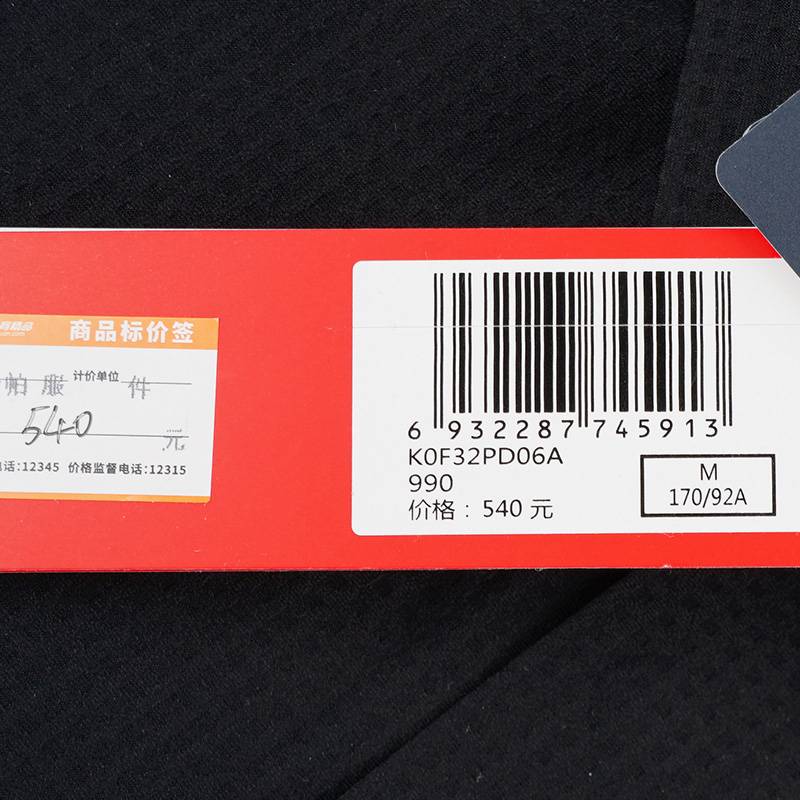 商品标价签
帕 服 计价单位 件
540 元
话:12345 价格监督电话:12315
6 932287 745913
K0F32PD06A
990
价格：540 元
M
170/92A